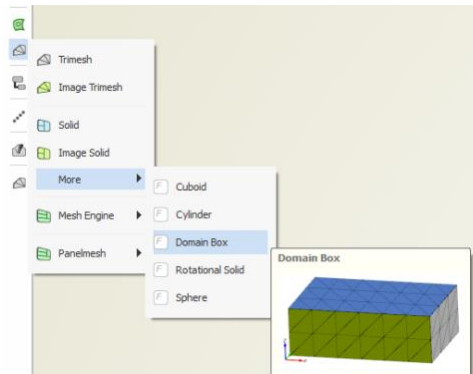 Trimesh
Image Trimesh
Solid
Image Solid
More
Mesh Engine
Panelmesh
Cuboid
Cylinder
Domain Box
Rotational Solid
Sphere
Domain Box